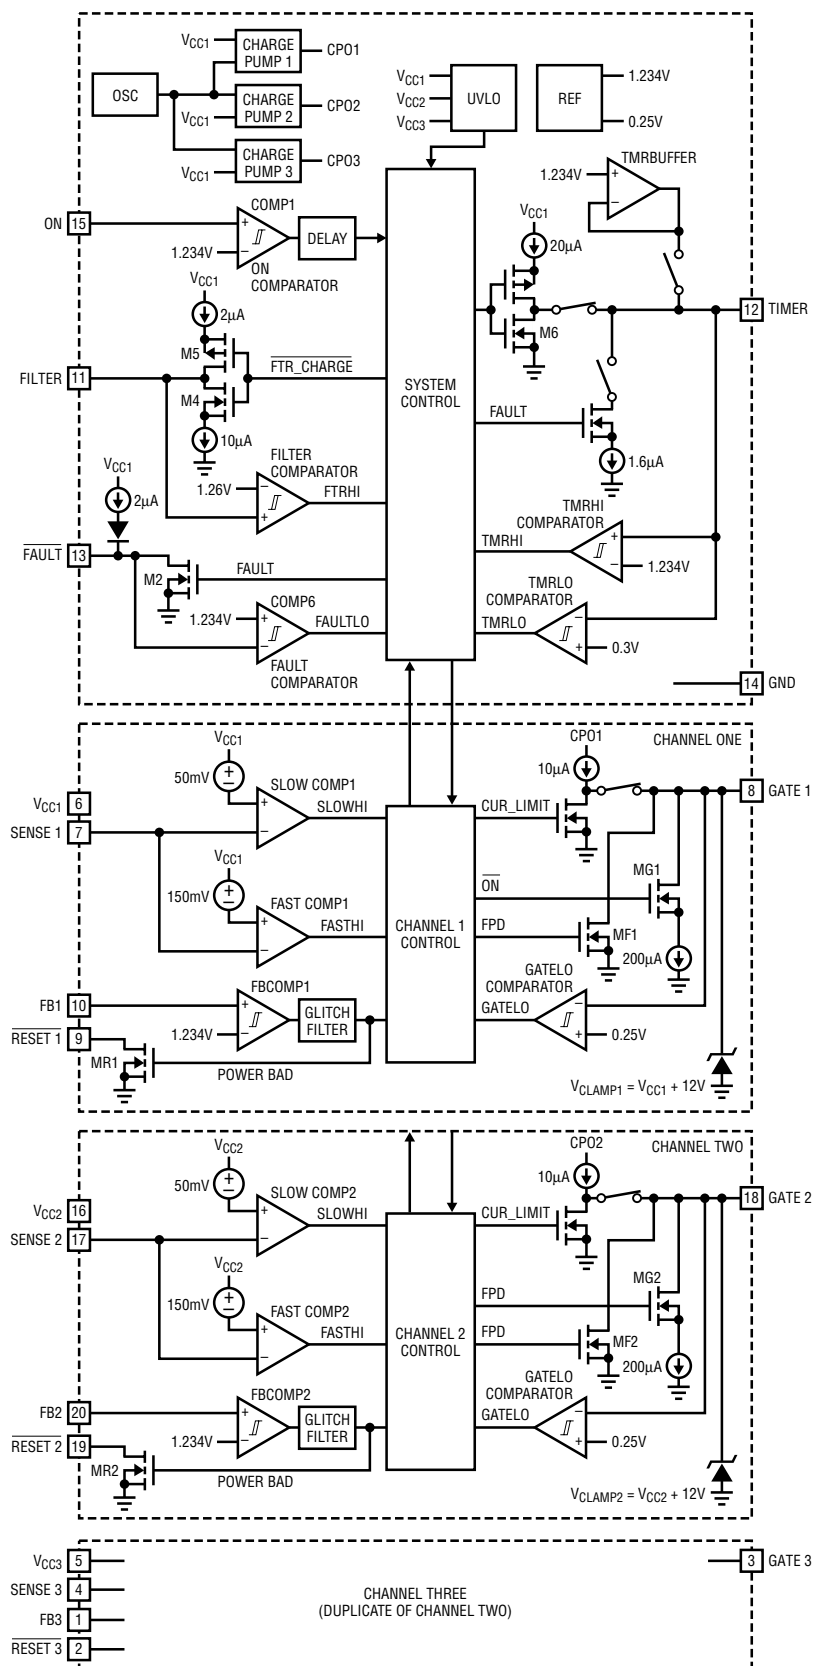 VCC1
CHARGE
PUMP 1
CPO1
OSC
CHARGE
PUMP 2
CPO2
VCC1
CHARGE
PUMP 3
CPO3
VCC1
VCC1
VCC2
VCC3
UVLO
REF
1.234V
0.25V
TMRBUFFER
1.234V
+
–
ON
15
COMP1
+
–
1.234V
DELAY
ON
COMPARATOR
VCC1
20µA
M6
12
TIMER
VCC1
2µA
M5
FILTER
11
FTR_CHARGE
M4
10µA
SYSTEM
CONTROL
FAULT
1.6µA
FILTER
COMPARATOR
1.26V
–
+
FTRHI
VCC1
2µA
FAULT
13
M2
FAULT
TMRHI
COMPARATOR
TMRHI
+
–
1.234V
COMP6
1.234V
+
–
FAULTLO
FAULT
COMPARATOR
TMRLO
COMPARATOR
TMRLO
–
+
0.3V
14
GND
CHANNEL ONE
VCC1
50mV
+
–
SLOW COMP1
+
–
SLOWHI
VCC1
6
SENSE 1
7
VCC1
150mV
+
–
FAST COMP1
+
–
FASTHI
CHANNEL 1
CONTROL
CPO1
10µA
CUR_LIMIT
8
GATE 1
ON
MG1
FPD
MF1
200µA
FB1
10
FBCOMP1
+
–
1.234V
GLITCH
FILTER
RESET 1
9
MR1
POWER BAD
GATELO
COMPARATOR
GATELO
–
+
0.25V
VCLAMP1 = VCC1 + 12V
CHANNEL TWO
VCC2
50mV
+
–
SLOW COMP2
+
–
SLOWHI
VCC2
16
SENSE 2
17
VCC2
150mV
+
–
FAST COMP2
+
–
FASTHI
CHANNEL 2
CONTROL
CPO2
10µA
CUR_LIMIT
18
GATE 2
FPD
MG2
FPD
MF2
200µA
FB2
20
FBCOMP2
+
–
1.234V
GLITCH
FILTER
RESET 2
19
MR2
POWER BAD
GATELO
COMPARATOR
GATELO
–
+
0.25V
VCLAMP2 = VCC2 + 12V
VCC3
5
SENSE 3
4
FB3
1
RESET 3
2
CHANNEL THREE
(DUPLICATE OF CHANNEL TWO)
3
GATE 3